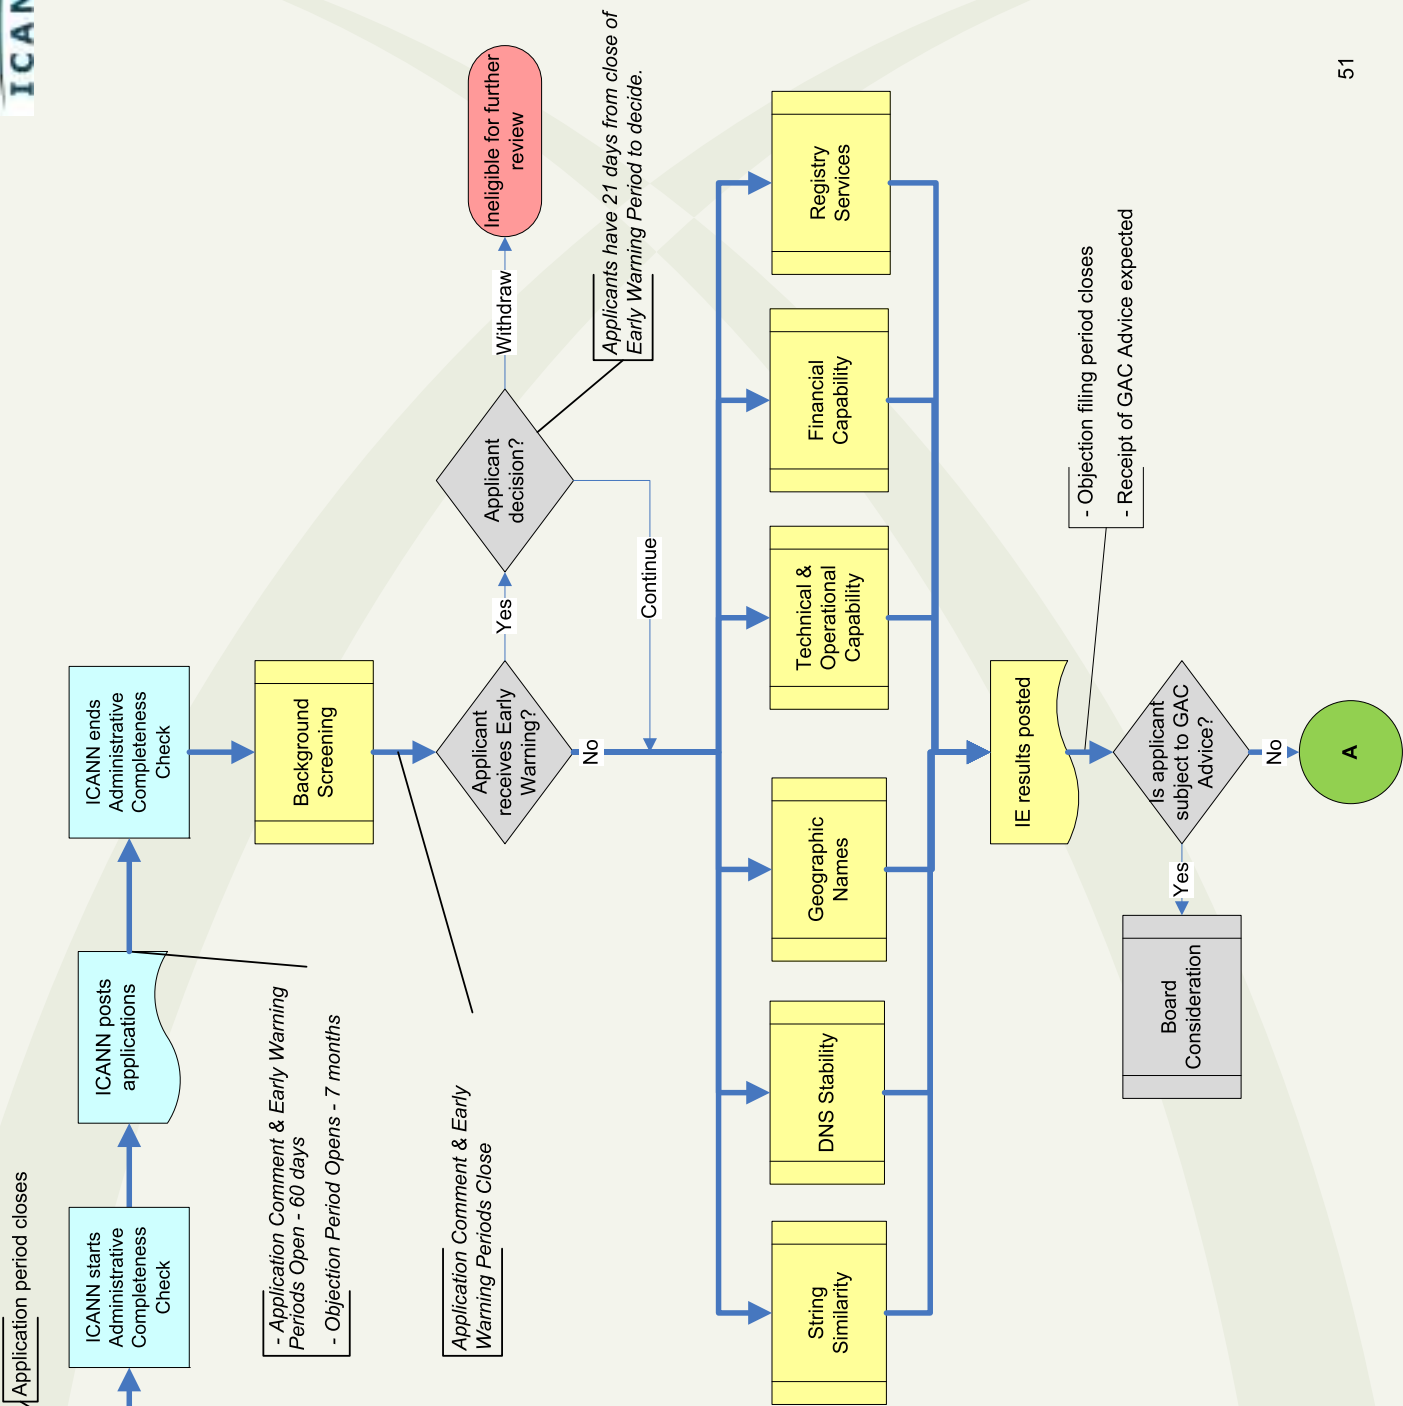 ICAN
Application period closes
ICANN starts
Administrative
Completeness
Check
ICANN posts
applications
ICANN ends
Administrative
Completeness
Check
- Application Comment & Early Warning
Periods Open - 60 days
- Objection Period Opens - 7 months
Background
Screening
Application Comment & Early
Warning Periods Close
Applicant
receives Early
Warning?
Yes
Applicant
decision?
Withdraw
Ineligible for further
review
Applicants have 21 days from close of
Early Warning Period to decide.
No
Continue
String
Similarity
DNS Stability
Geographic
Names
Technical &
Operational
Capability
Financial
Capability
Registry
Services
IE results posted
- Objection filing period closes
- Receipt of GAC Advice expected
Is applicant
subject to GAC
Advice?
Yes
Board
Consideration
No
A
51